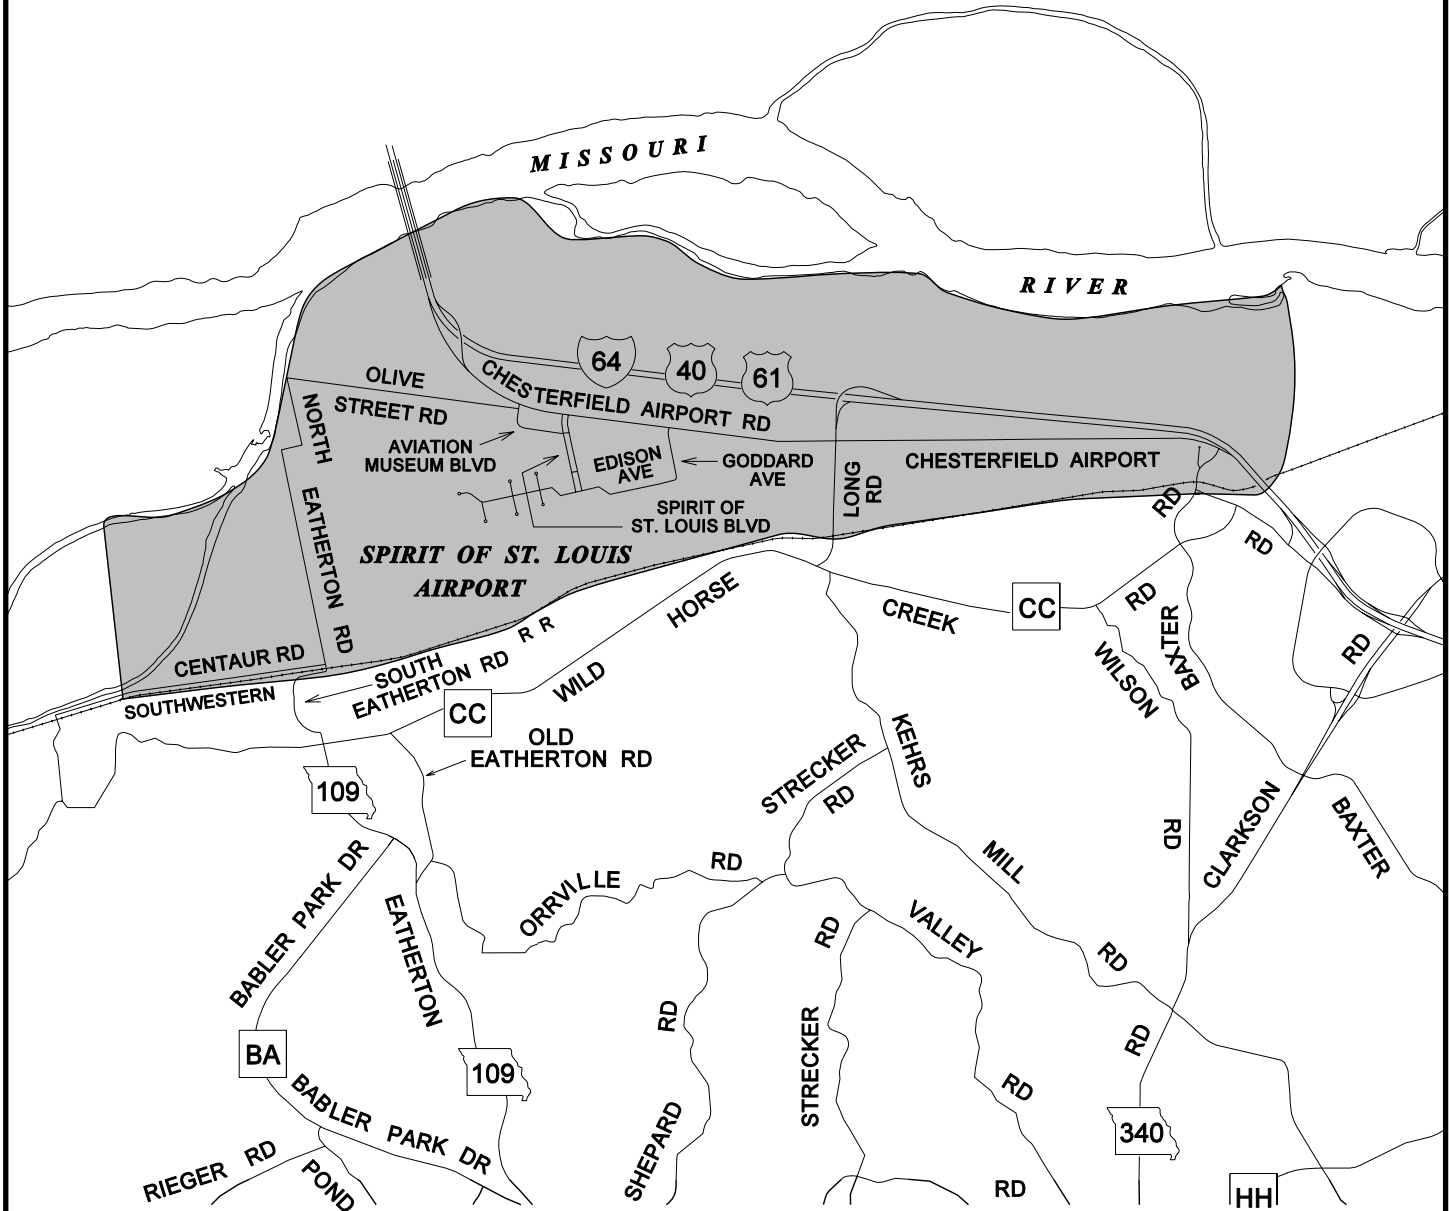 MISSOURI
RIVER
64
40
61
OLIVE
STREET RD
CHESTERFIELD AIRPORT RD
NORTH
EATHERTON
RD
AVIATION
MUSEUM BLVD
EDISON
AVE
GODDARD
AVE
LONG
RD
CHESTERFIELD AIRPORT
RD
RD
SPIRIT OF
ST. LOUIS BLVD
SPIRIT OF ST. LOUIS
AIRPORT
CENTAUR RD
SOUTHWESTERN
R R
SOUTH
EATHERTON RD
CC
WILD
HORSE
CREEK
CC
RD
BAXTER
WILSON
RD
RD
OLD
EATHERTON RD
109
STRECKER
RD
KEHRS
MILL
RD
CLARKSON
BAXTER
BABLER PARK DR
EATHERTON
ORRVILLE
RD
RD
VALLEY
RD
BA
109
RD
SHEPARD
STRECKER
RD
340
BABLER PARK DR
RIEGER RD
POND
RD
HH